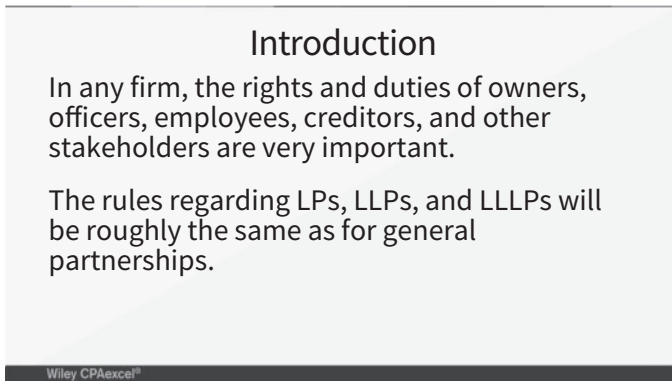 Introduction
In any firm, the rights and duties of owners,
officers, employees, creditors, and other
stakeholders are very important.
The rules regarding LPs, LLPs, and LLLPs will
be roughly the same as for general
partnerships.
Wiley CPAexcel®